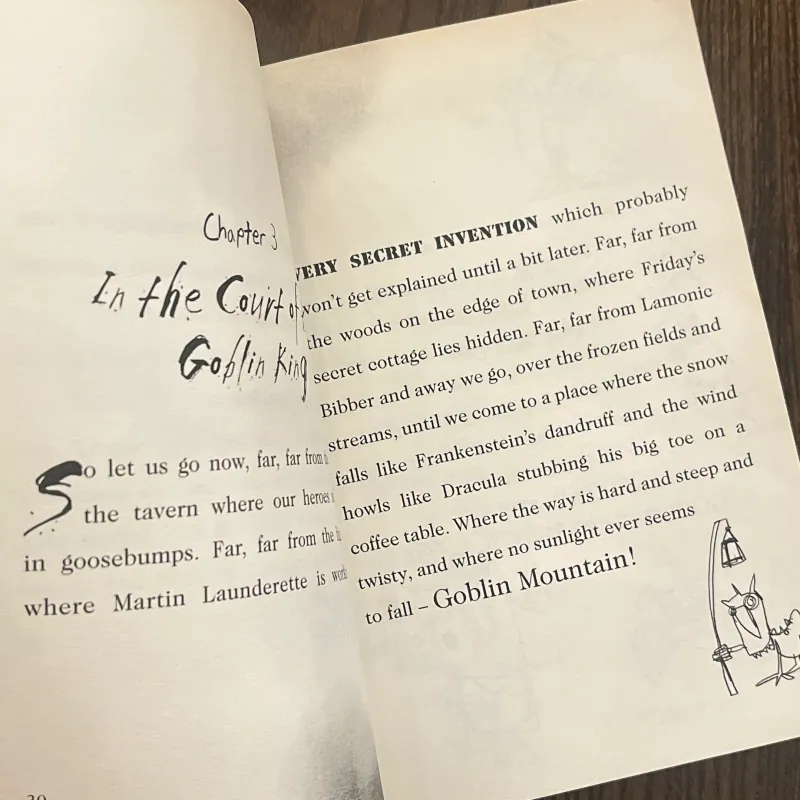 Chapter 3
In the Court of
Goblin King
So let us go now, far, far from
the tavern where our heroes
in goosebumps. Far, far from the
where Martin Launderette is
20
VERY SECRET INVENTION which probably
won't get explained until a bit later. Far, far from
the woods on the edge of town, where Friday's
secret cottage lies hidden. Far, far from Lamonic
Bibber and away we go, over the frozen fields and
streams, until we come to a place where the snow
falls like Frankenstein's dandruff and the wind
howls like Dracula stubbing his big toe on a
coffee table. Where the way is hard and steep and
twisty, and where no sunlight ever seems
to fall – Goblin Mountain!